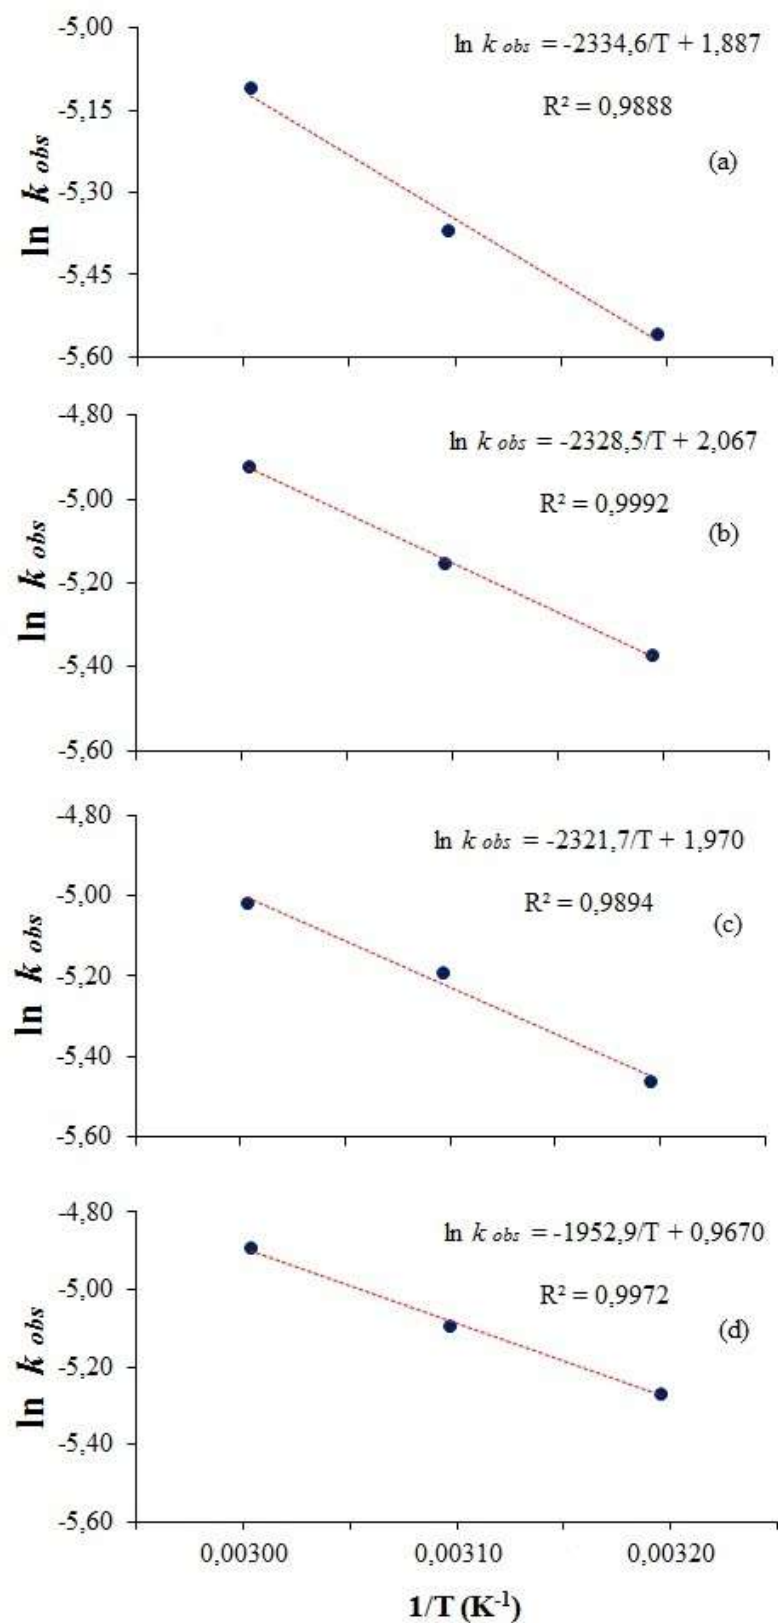 -5,00
ln k obs = -2334,6/T + 1,887
-5,15
R² = 0,9888
(a)
-5,30
ln k obs
-5,45
-5,60
-4,80
ln k obs = -2328,5/T + 2,067
-5,00
R² = 0,9992
(b)
-5,20
ln k obs
-5,40
-5,60
-4,80
ln k obs = -2321,7/T + 1,970
-5,00
R² = 0,9894
(c)
-5,20
ln k obs
-5,40
-5,60
-4,80
ln k obs = -1952,9/T + 0,9670
-5,00
R² = 0,9972
(d)
-5,20
ln k obs
-5,40
-5,60
0,00300 0,00310 0,00320
1/T (K⁻¹)